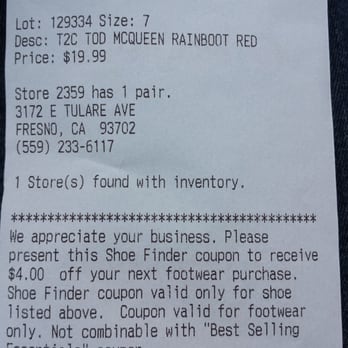 Lot: 129334 Size: 7
Desc: T2C TOD MCQUEEN RAINBOOT RED
Price: $19.99
Store 2359 has 1 pair.
3172 E TULARE AVE
FRESNO, CA  93702
(559) 233-6117
1 Store(s) found with inventory.
******************************************
We appreciate your business. Please
present this Shoe Finder coupon to receive
$4.00  off your next footwear purchase.
Shoe Finder coupon valid only for shoe
listed above.  Coupon valid for footwear
only. Not combinable with "Best Selling